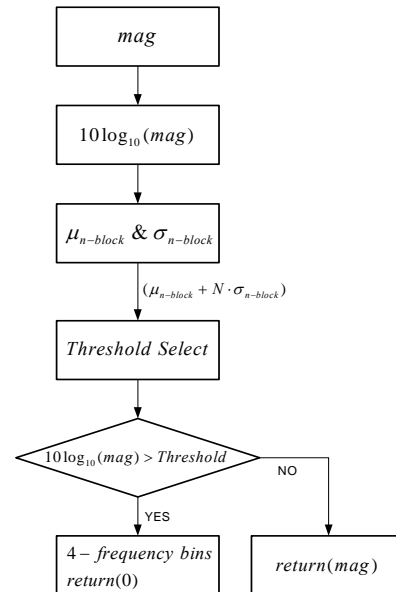 mag
10log₁₀(mag)
μₙ₋block & σₙ₋block
(μₙ₋block + N·σₙ₋block)
Threshold Select
10log₁₀(mag) > Threshold
NO
YES
4 – frequency bins
return(0)
return(mag)